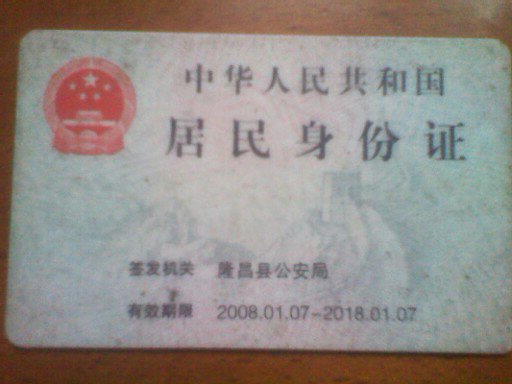 中华人民共和国
居民身份证
签发机关 隆昌县公安局
有效期限 2008.01.07-2018.01.07